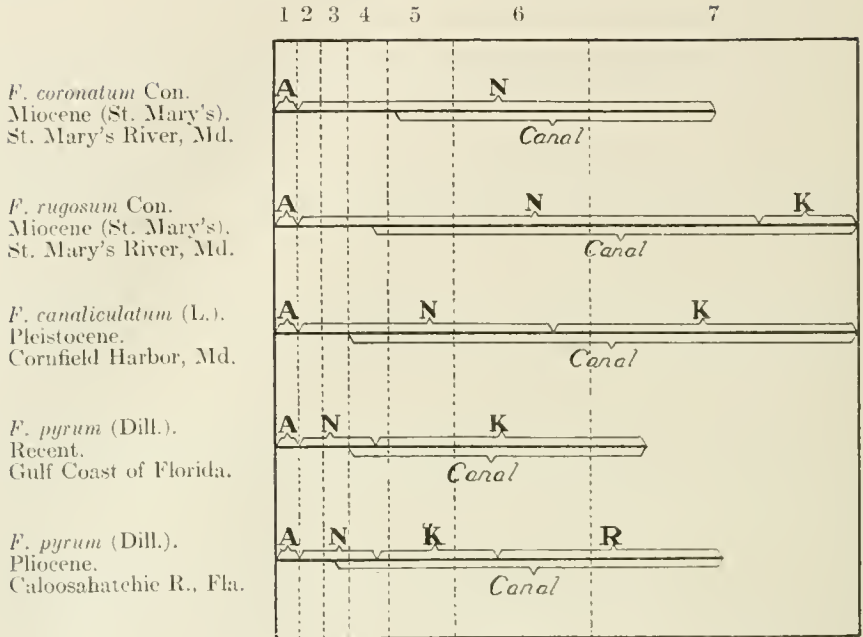 1 2 3 4 5 6 7
F. coronatum Con.
Miocene (St. Mary's).
St. Mary's River, Md.
A N
Canal
F. rugosum Con.
Miocene (St. Mary's).
St. Mary's River, Md.
A N K
Canal
F. canaliculatum (L.).
Pleistocene.
Cornfield Harbor, Md.
A N K
Canal
F. pyrum (Dill.).
Recent.
Gulf Coast of Florida.
A N K
Canal
F. pyrum (Dill.).
Pliocene.
Caloosahatchie R., Fla.
A N K R
Canal